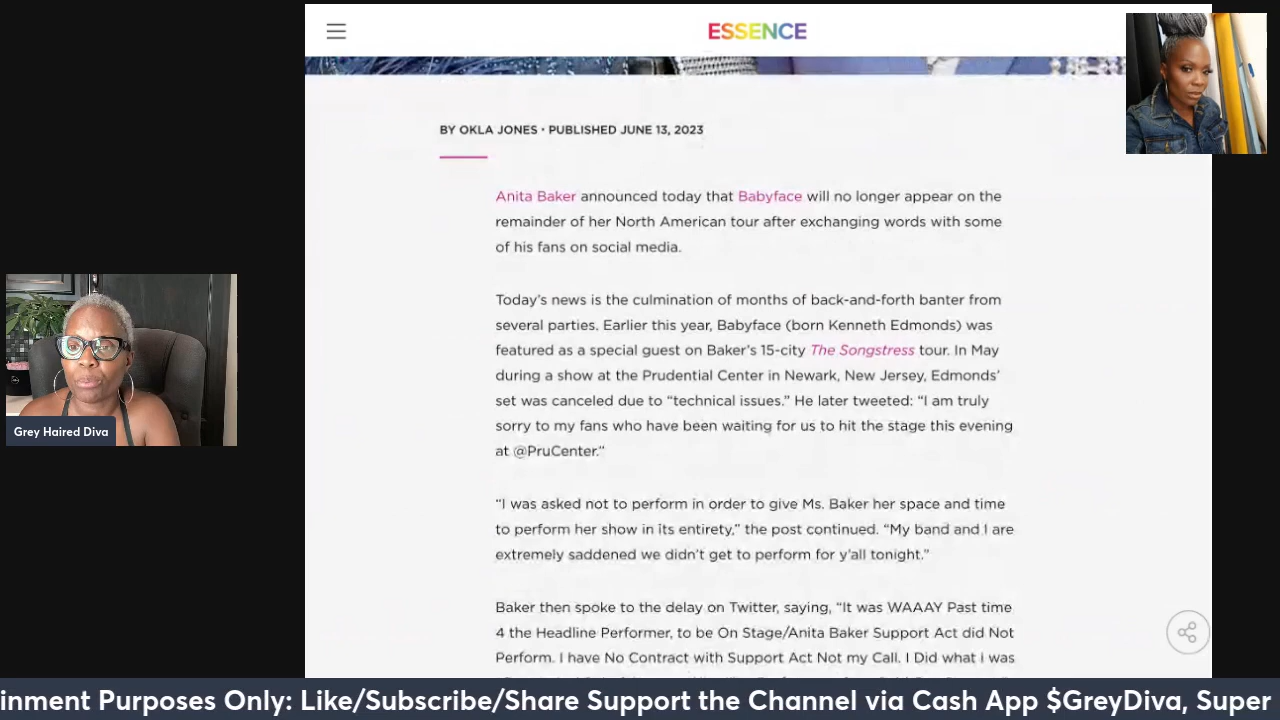 ESSENCE
BY OKLA JONES · PUBLISHED JUNE 13, 2023
Anita Baker announced today that Babyface will no longer appear on the
remainder of her North American tour after exchanging words with some
of his fans on social media.
Today's news is the culmination of months of back-and-forth banter from
several parties. Earlier this year, Babyface (born Kenneth Edmonds) was
featured as a special guest on Baker's 15-city The Songstress tour. In May
during a show at the Prudential Center in Newark, New Jersey, Edmonds'
set was canceled due to “technical issues.” He later tweeted: “I am truly
sorry to my fans who have been waiting for us to hit the stage this evening
at @PruCenter.“
“I was asked not to perform in order to give Ms. Baker her space and time
to perform her show in its entirety,” the post continued. “My band and I are
extremely saddened we didn't get to perform for y'all tonight.”
Baker then spoke to the delay on Twitter, saying, “It was WAAAY Past time
4 the Headline Performer, to be On Stage/Anita Baker Support Act did Not
Perform. I have No Contract with Support Act Not my Call. I Did what I was
Grey Haired Diva
inment Purposes Only: Like/Subscribe/Share Support the Channel via Cash App $GreyDiva, Super